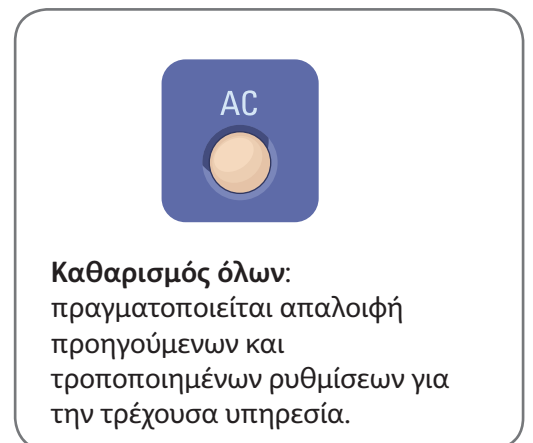 AC
Καθαρισμός όλων:
πραγματοποιείται απαλοιφή
προηγούμενων και
τροποποιημένων ρυθμίσεων για
την τρέχουσα υπηρεσία.